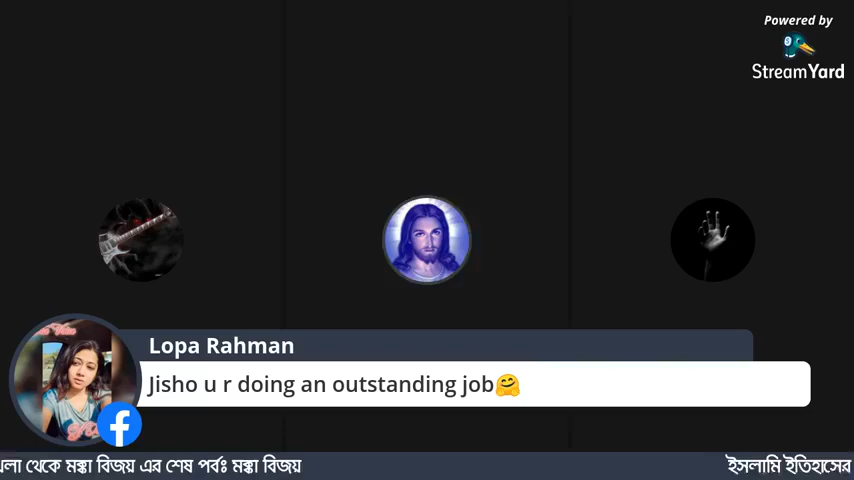 Powered by
StreamYard
Lopa Rahman
Jisho u r doing an outstanding job🤗
থেকে মক্কা বিজয় এর শেষ পর্বঃ মক্কা বিজয়
ইসলামি ইতিহাসের